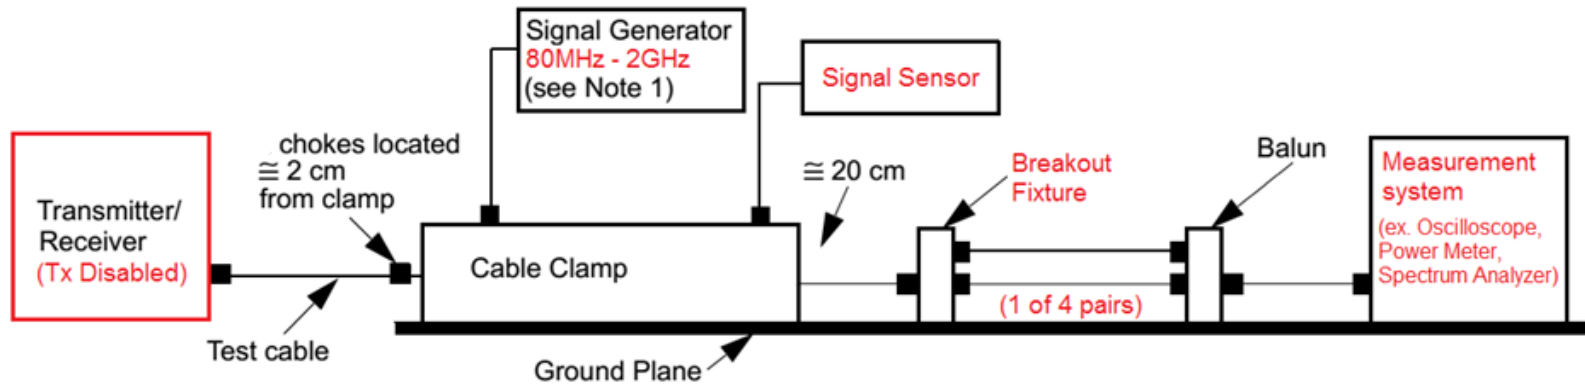 Signal Generator
80MHz - 2GHz
(see Note 1)
Signal Sensor
chokes located
≅ 2 cm
from clamp
≅ 20 cm
Breakout
Fixture
Balun
Measurement
system
(ex. Oscilloscope,
Power Meter,
Spectrum Analyzer)
Transmitter/
Receiver
(Tx Disabled)
Cable Clamp
(1 of 4 pairs)
Test cable
Ground Plane